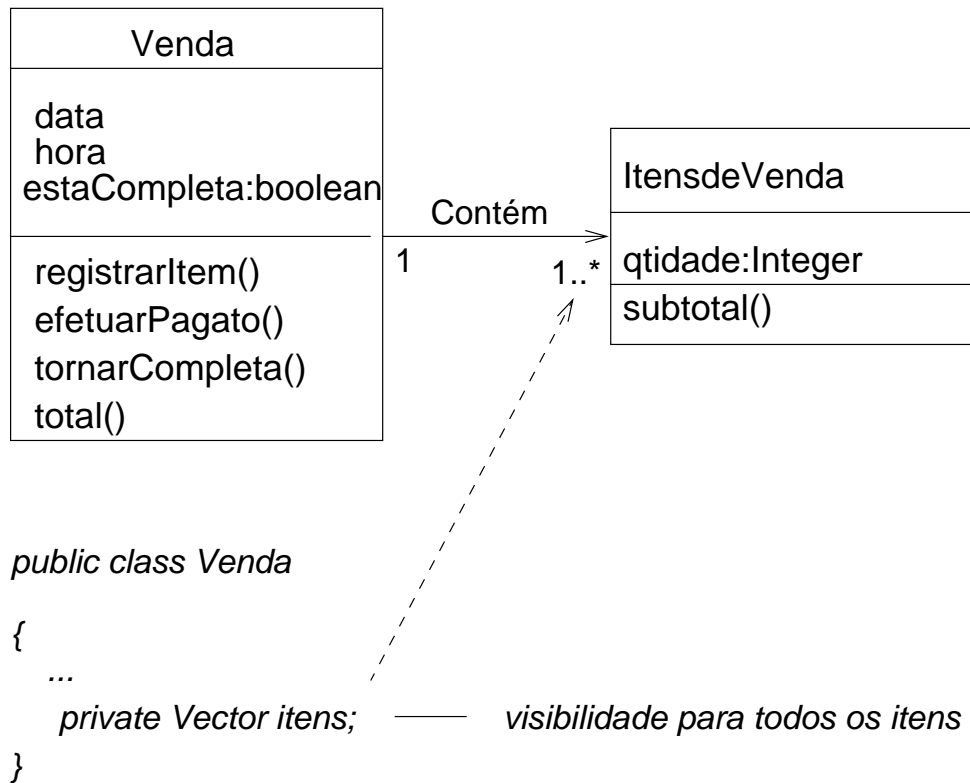 Venda
data
hora
estaCompleta:boolean
registrarItem()
efetuarPagato()
tornarCompleta()
total()
Contém
1
1..*
ItensdeVenda
qtidade:Integer
subtotal()
public class Venda
{
...
private Vector itens; visibilidade para todos os itens
}